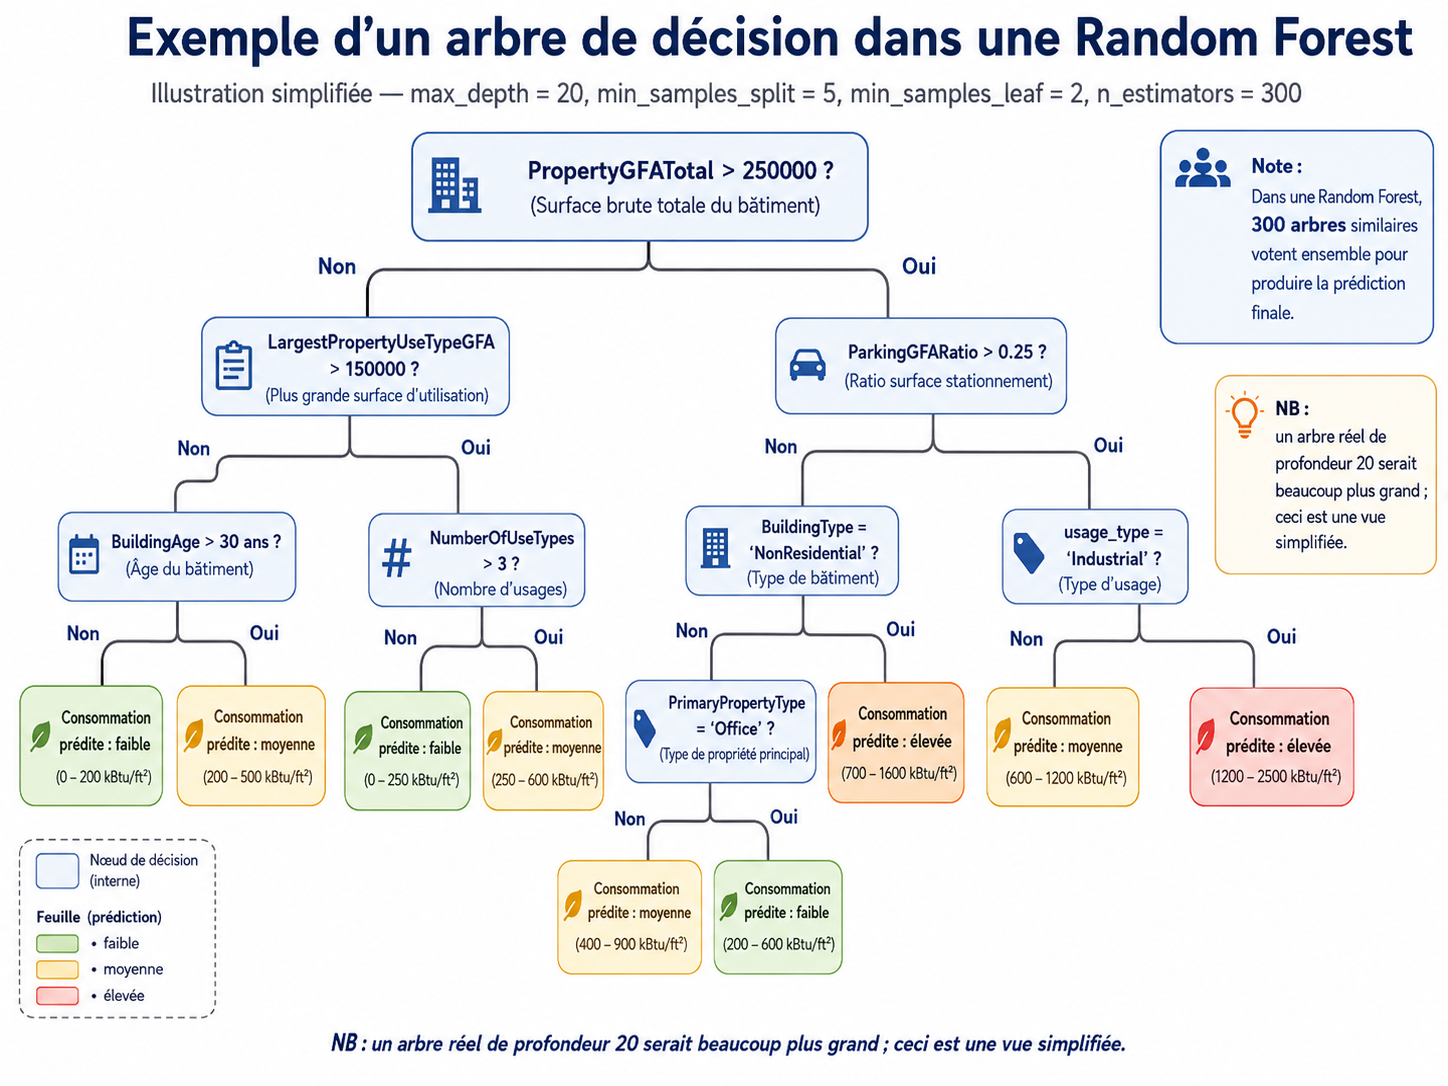 Exemple d’un arbre de décision dans une Random Forest
Illustration simplifiée — max_depth = 20, min_samples_split = 5, min_samples_leaf = 2, n_estimators = 300
PropertyGFATotal > 250000 ?
(Surface brute totale du bâtiment)
Note :
Dans une Random Forest,
300 arbres similaires
votent ensemble pour
produire la prédiction
finale.
Non
Oui
LargestPropertyUseTypeGFA
> 150000 ?
(Plus grande surface d’utilisation)
ParkingGFARatio > 0.25 ?
(Ratio surface stationnement)
NB :
un arbre réel de
profondeur 20 serait
beaucoup plus grand ;
ceci est une vue
simplifiée.
Non
Oui
Non
Oui
BuildingAge > 30 ans ?
(Âge du bâtiment)
NumberOfUseTypes
> 3 ?
(Nombre d’usages)
BuildingType =
‘NonResidential’ ?
(Type de bâtiment)
usage_type =
‘Industrial’ ?
(Type d’usage)
Non
Oui
Non
Oui
Non
Oui
Non
Oui
Consommation
prédite : faible
(0 – 200 kBtu/ft²)
Consommation
prédite : moyenne
(200 – 500 kBtu/ft²)
Consommation
prédite : faible
(0 – 250 kBtu/ft²)
Consommation
prédite : moyenne
(250 – 600 kBtu/ft²)
PrimaryPropertyType
= ‘Office’ ?
(Type de propriété principal)
Consommation
prédite : élevée
(700 – 1600 kBtu/ft²)
Consommation
prédite : moyenne
(600 – 1200 kBtu/ft²)
Consommation
prédite : élevée
(1200 – 2500 kBtu/ft²)
Non
Oui
Consommation
prédite : moyenne
(400 – 900 kBtu/ft²)
Consommation
prédite : faible
(200 – 600 kBtu/ft²)
Nœud de décision
(interne)
Feuille (prédiction)
• faible
• moyenne
• élevée
NB : un arbre réel de profondeur 20 serait beaucoup plus grand ; ceci est une vue simplifiée.